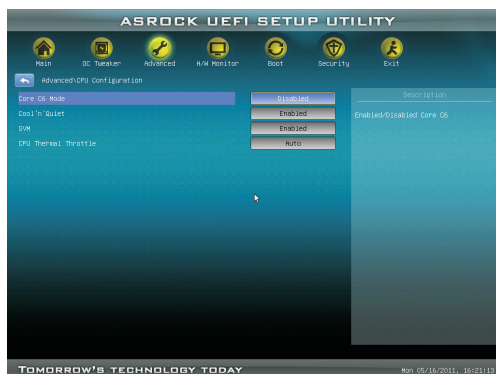 ASROCK UEFI SETUP UTILITY
Main OC Tweaker Advanced H/W Monitor Boot Security Exit
Advanced\CPU Configuration
Description
Core C6 Mode Disabled
Cool'n'Quiet Enabled
Enabled/Disabled Core C6
SVM Enabled
CPU Thermal Throttle Auto
TOMORROW'S TECHNOLOGY TODAY
Mon 05/16/2011, 16:21:13